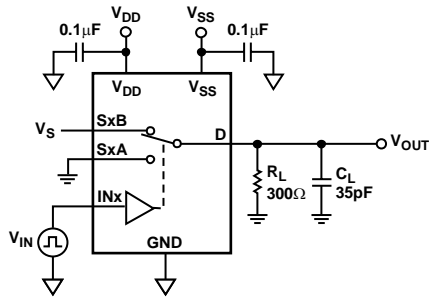 V_DD V_SS
0.1µF 0.1µF
V_DD V_SS
V_S SxB
D V_OUT
SxA
R_L C_L
300Ω 35pF
INx
V_IN
GND